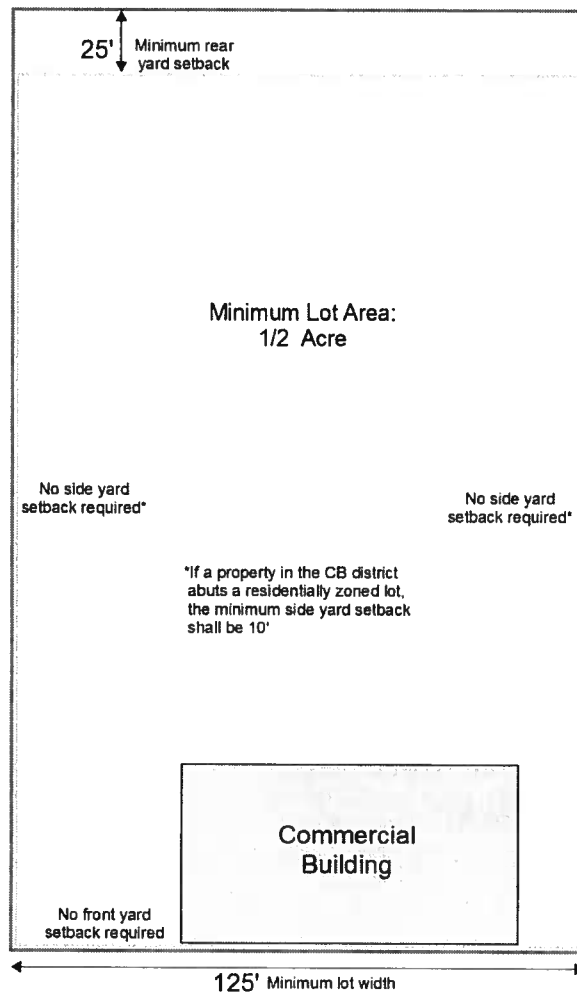 25' Minimum rear
yard setback
Minimum Lot Area:
1/2 Acre
No side yard
setback required*
No side yard
setback required*
*If a property in the CB district
abuts a residentially zoned lot,
the minimum side yard setback
shall be 10'
Commercial
Building
No front yard
setback required
125' Minimum lot width